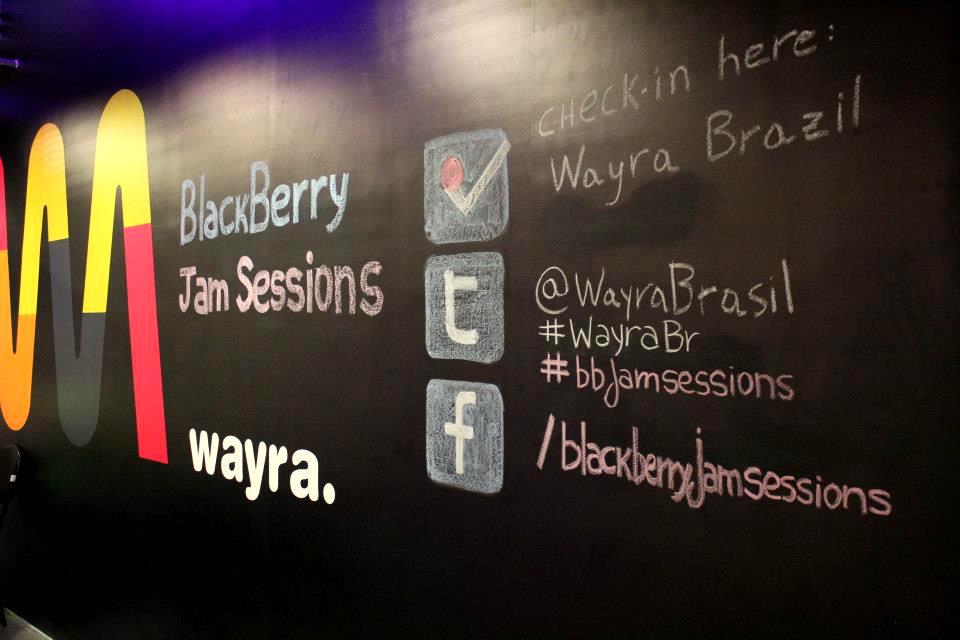 BlackBerry
Jam Sessions
wayra.
check-in here:
Wayra Brazil
t
@WayraBrasil
#WayraBr
#bbjamsessions
f
/blackberryjamsessions